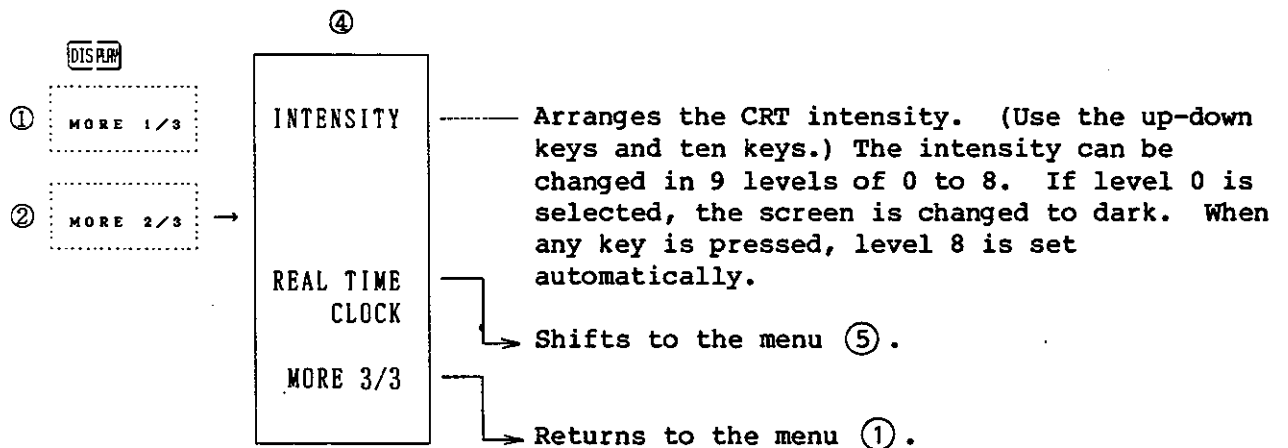 ④
DISPLAY
① MORE 1/3
② MORE 2/3 →
INTENSITY
Arranges the CRT intensity. (Use the up-down
keys and ten keys.) The intensity can be
changed in 9 levels of 0 to 8. If level 0 is
selected, the screen is changed to dark. When
any key is pressed, level 8 is set
automatically.
REAL TIME
CLOCK
Shifts to the menu ⑤.
MORE 3/3
Returns to the menu ①.